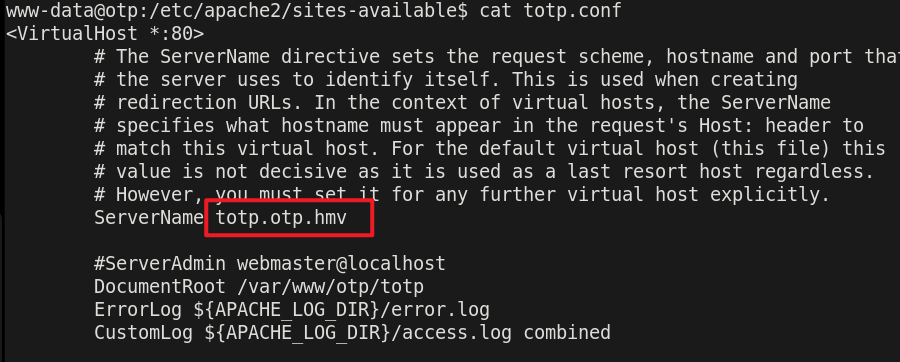 www-data@otp:/etc/apache2/sites-available$ cat totp.conf
<VirtualHost *:80>
        # The ServerName directive sets the request scheme, hostname and port that
        # the server uses to identify itself. This is used when creating
        # redirection URLs. In the context of virtual hosts, the ServerName
        # specifies what hostname must appear in the request's Host: header to
        # match this virtual host. For the default virtual host (this file) this
        # value is not decisive as it is used as a last resort host regardless.
        # However, you must set it for any further virtual host explicitly.
        ServerName totp.otp.hmv

        #ServerAdmin webmaster@localhost
        DocumentRoot /var/www/otp/totp
        ErrorLog ${APACHE_LOG_DIR}/error.log
        CustomLog ${APACHE_LOG_DIR}/access.log combined